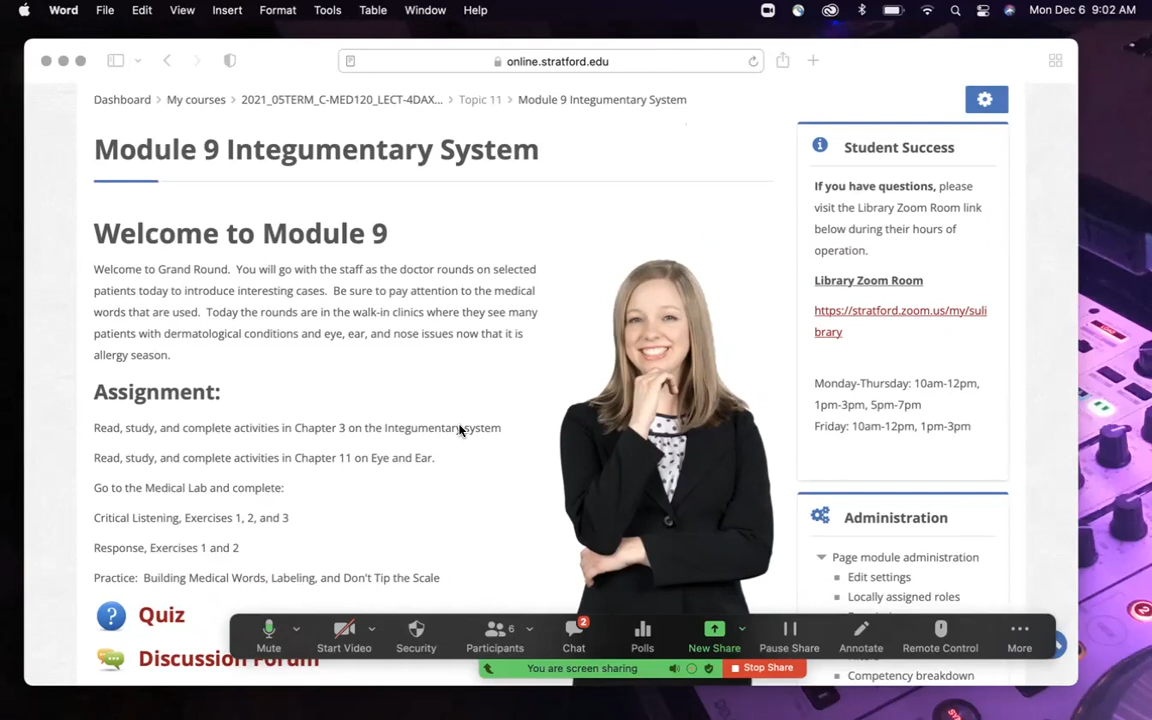 Word File Edit View Insert Format Tools Table Window Help Mon Dec 6 9:02 AM
online.stratford.edu
Dashboard My courses 2021_05TERM_C-MED120_LECT-4DAX... Topic 11 Module 9 Integumentary System
Module 9 Integumentary System
Welcome to Module 9
Welcome to Grand Round. You will go with the staff as the doctor rounds on selected
patients today to introduce interesting cases. Be sure to pay attention to the medical
words that are used. Today the rounds are in the walk-in clinics where they see many
patients with dermatological conditions and eye, ear, and nose issues now that it is
allergy season.
Assignment:
Read, study, and complete activities in Chapter 3 on the Integumentary system
Read, study, and complete activities in Chapter 11 on Eye and Ear.
Go to the Medical Lab and complete:
Critical Listening, Exercises 1, 2, and 3
Response, Exercises 1 and 2
Practice: Building Medical Words, Labeling, and Don't Tip the Scale
Quiz
Discussion Forum
Student Success
If you have questions, please
visit the Library Zoom Room link
below during their hours of
operation.
Library Zoom Room
https://stratford.zoom.us/my/suli
brary
Monday-Thursday: 10am-12pm,
1pm-3pm, 5pm-7pm
Friday: 10am-12pm, 1pm-3pm
Administration
Page module administration
Edit settings
Locally assigned roles
Competency breakdown
6 2
Mute Start Video Security Participants Chat Polls New Share Pause Share Annotate Remote Control More
You are screen sharing Stop Share